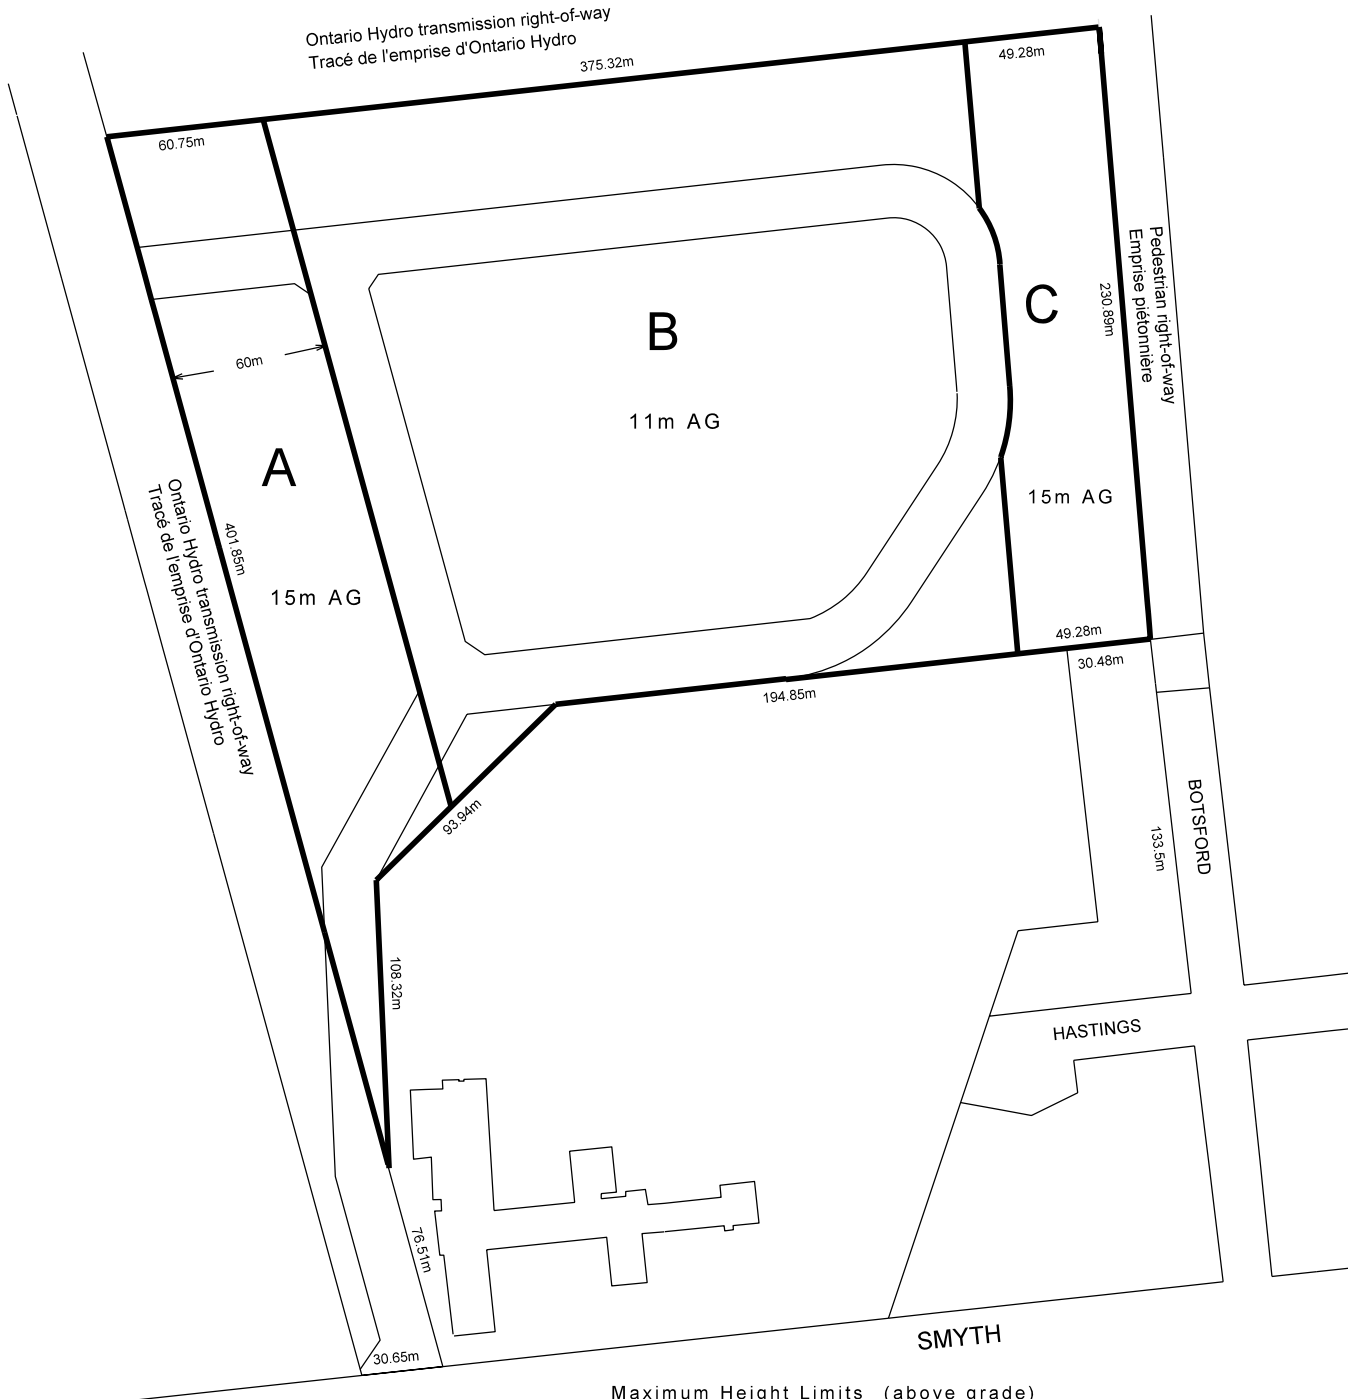 Ontario Hydro transmission right-of-way
Tracé de l'emprise d'Ontario Hydro
375.32m
49.28m
60.75m
Pedestrian right-of-way
Emprise piétonnière
230.89m
C
B
60m
11m AG
A
15m AG
Ontario Hydro transmission right-of-way
Tracé de l'emprise d'Ontario Hydro
401.85m
15m AG
49.28m
30.48m
194.85m
93.94m
BOTSFORD
133.5m
108.32m
HASTINGS
76.51m
30.65m
SMYTH
Maximum Height Limits (above grade)